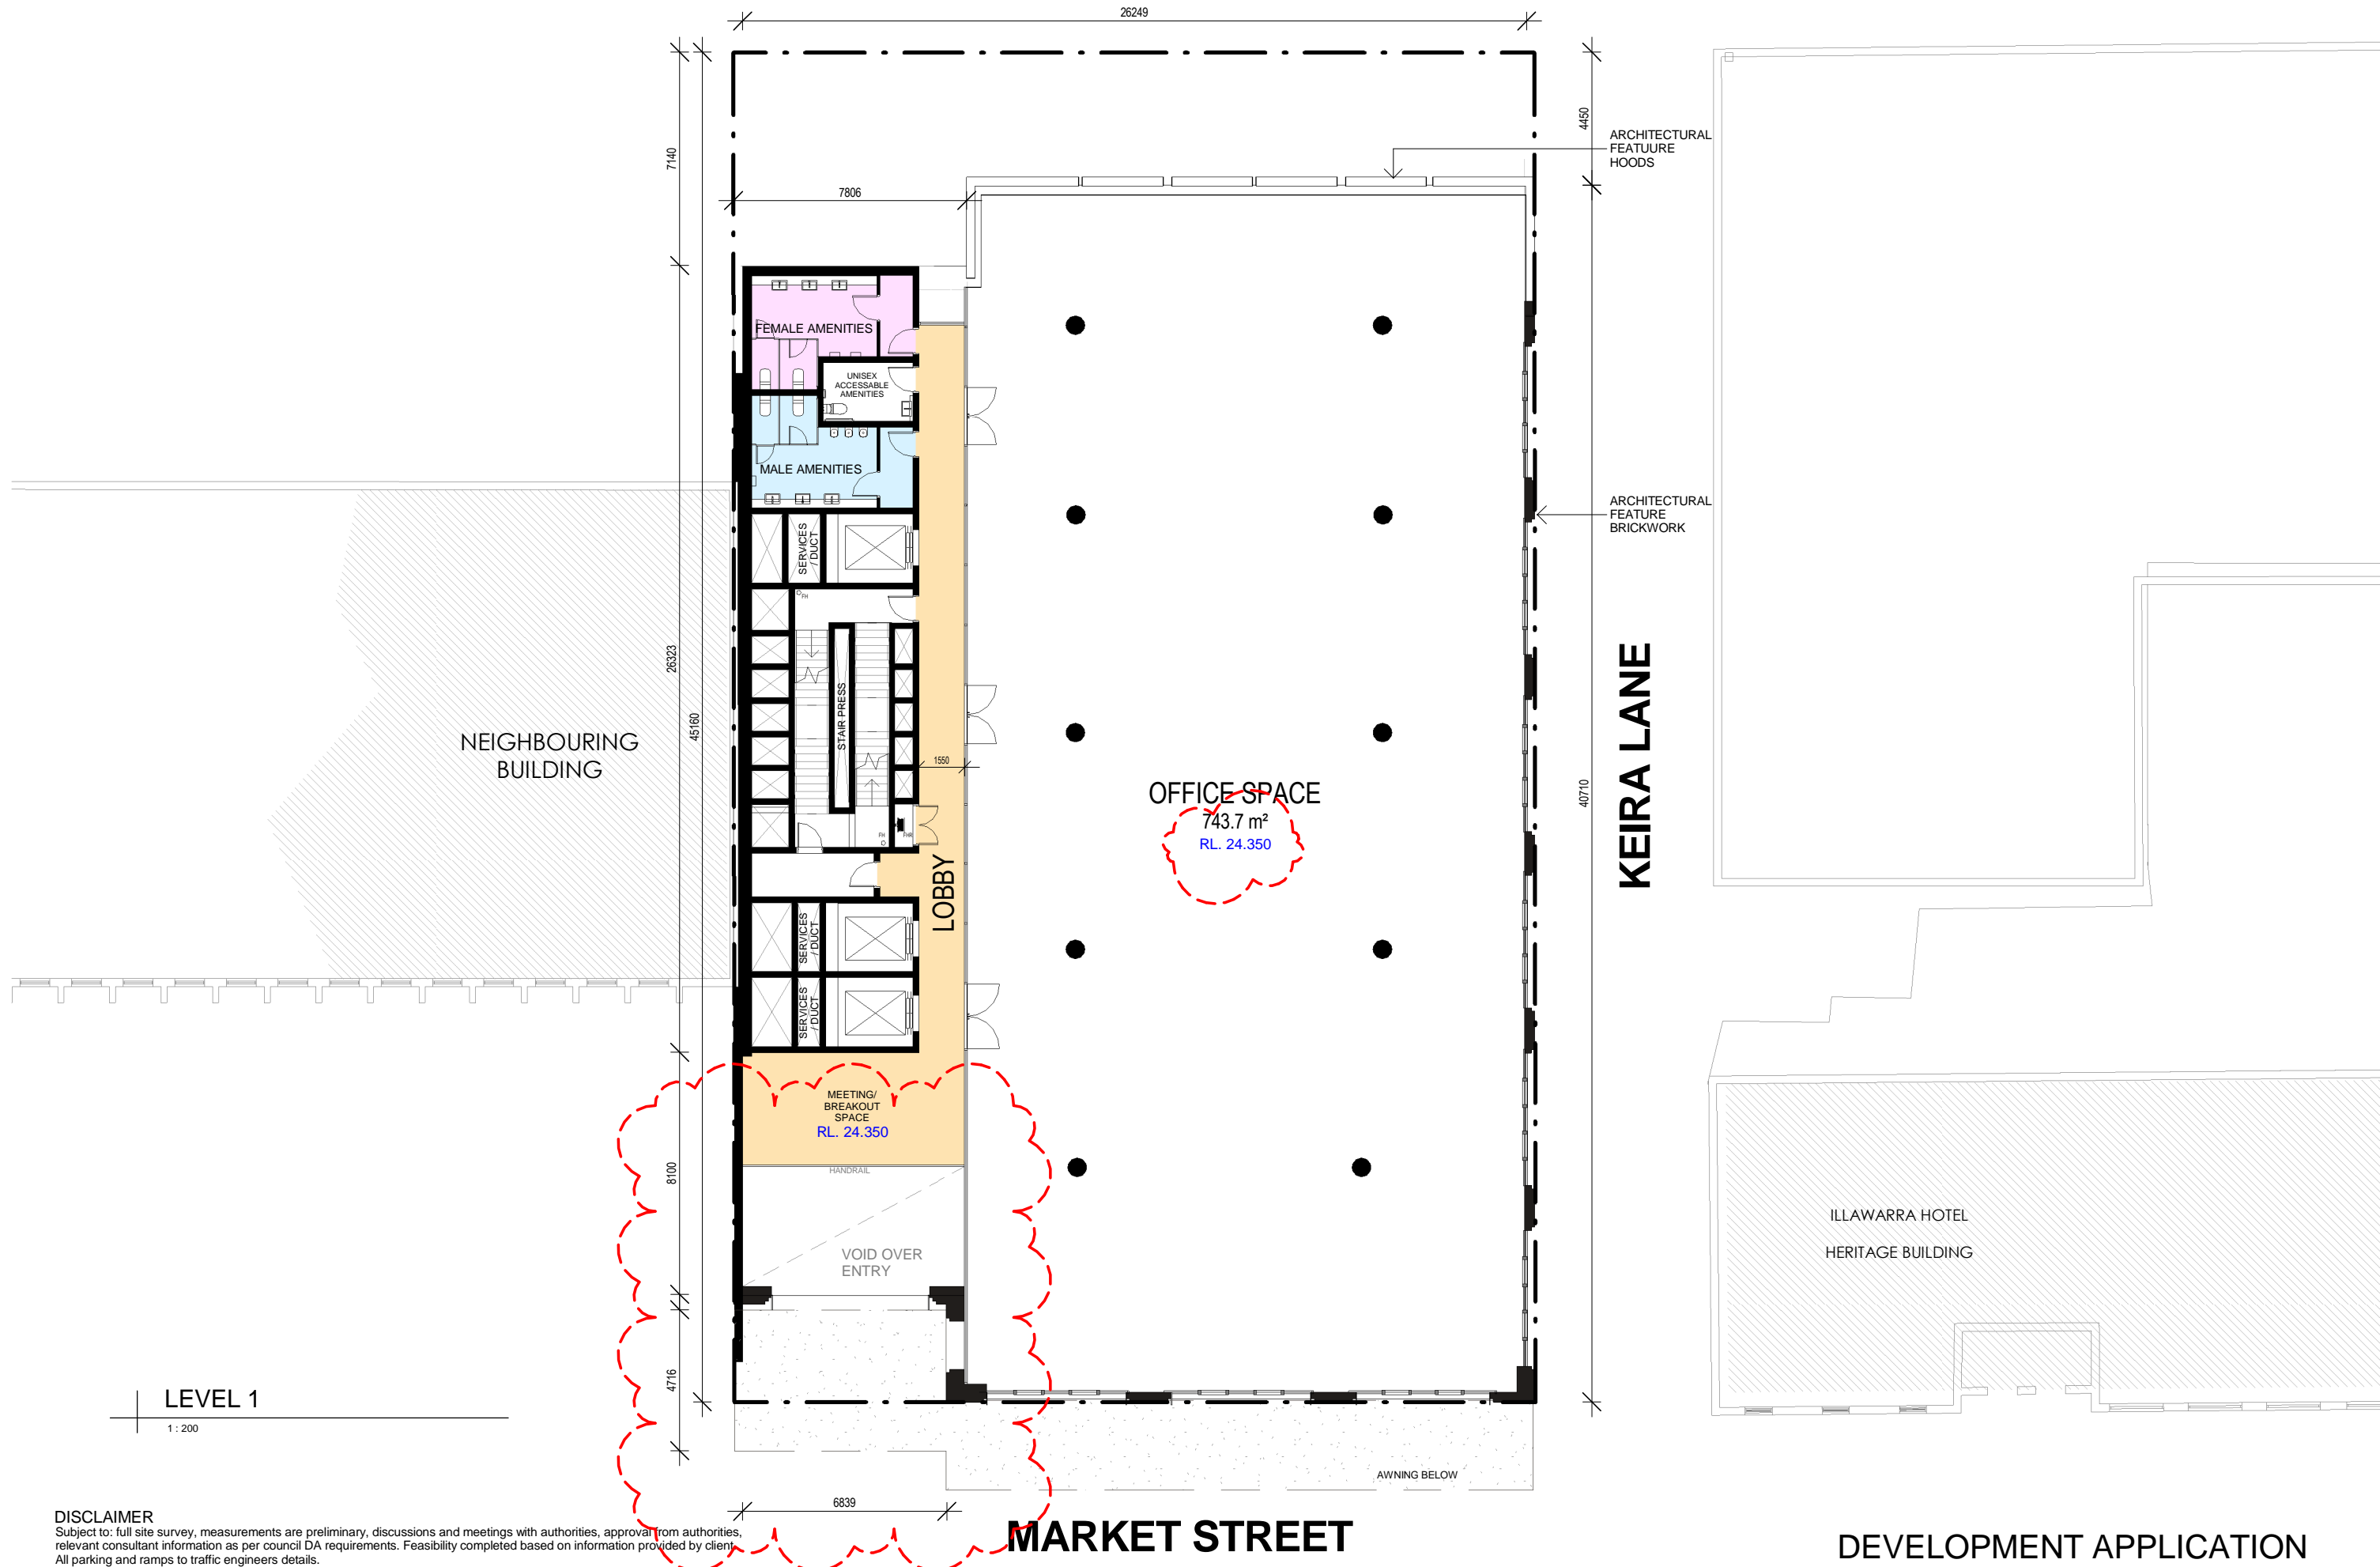 26249
4450
ARCHITECTURAL
FEATUURE
HOODS
7140
7806
FEMALE AMENITIES
UNISEX
ACCESSABLE
AMENITIES
MALE AMENITIES
ARCHITECTURAL
FEATURE
BRICKWORK
SERVICES
/ DUCT
FH
26323
45160
STAIR PRESS
NEIGHBOURING
BUILDING
1550
OFFICE SPACE
743.7 m²
RL. 24.350
40710
KEIRA LANE
FH
FHR
LOBBY
SERVICES
/ DUCT
SERVICES
/ DUCT
MEETING/
BREAKOUT
SPACE
RL. 24.350
HANDRAIL
8100
VOID OVER
ENTRY
ILLAWARRA HOTEL
HERITAGE BUILDING
4716
LEVEL 1
1 : 200
AWNING BELOW
6839
MARKET STREET
DISCLAIMER
Subject to: full site survey, measurements are preliminary, discussions and meetings with authorities, approval from authorities,
relevant consultant information as per council DA requirements. Feasibility completed based on information provided by client.
All parking and ramps to traffic engineers details.
DEVELOPMENT APPLICATION